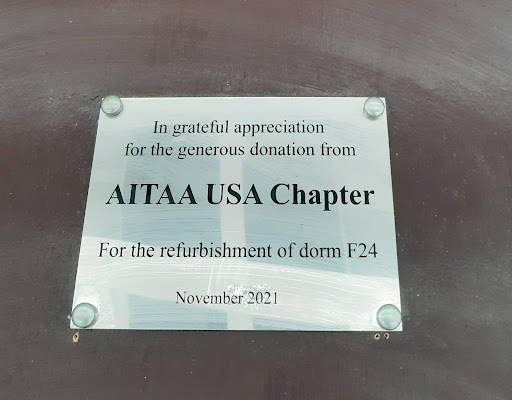 In grateful appreciation
for the generous donation from
AITAA USA Chapter
For the refurbishment of dorm F24
November 2021